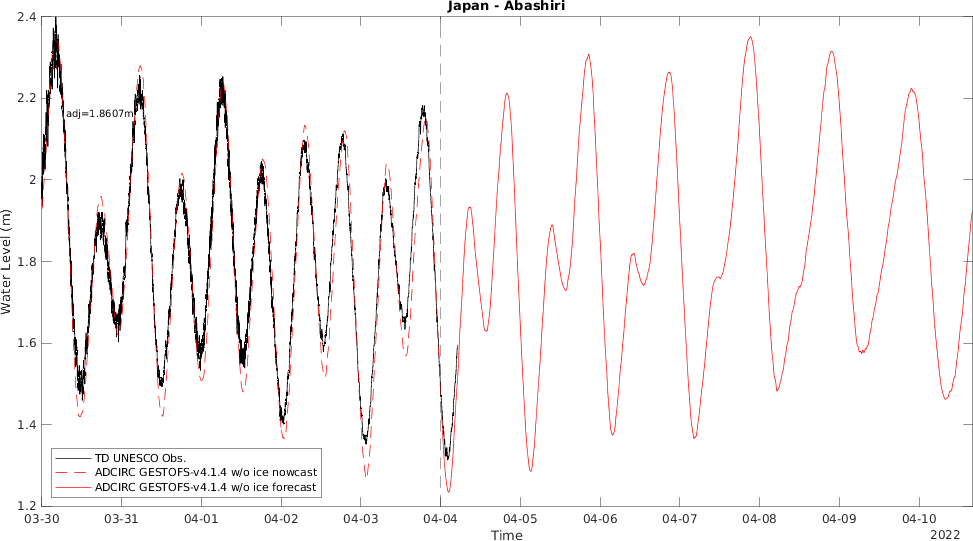 Japan - Abashiri
2.4
2.2
2
1.8
1.6
1.4
1.2
Water Level (m)
adj=1.8607m
TD UNESCO Obs.
ADCIRC GESTOFS-v4.1.4 w/o ice nowcast
ADCIRC GESTOFS-v4.1.4 w/o ice forecast
03-30 03-31 04-01 04-02 04-03 04-04 04-05 04-06 04-07 04-08 04-09 04-10
Time
2022